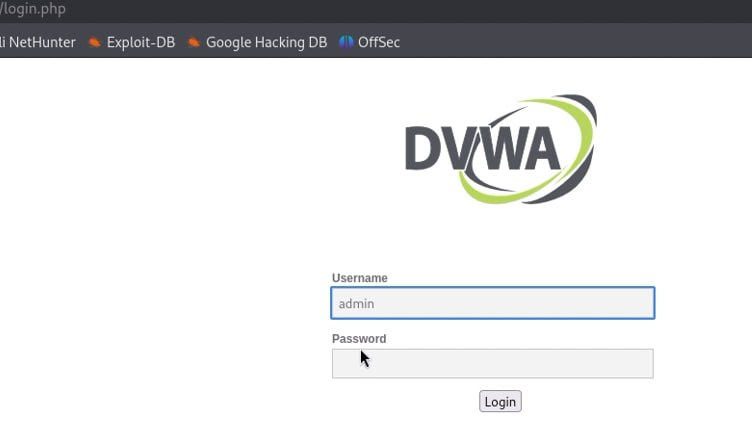 /login.php
li NetHunter Exploit-DB Google Hacking DB OffSec
DVWA
Username
admin
Password
Login